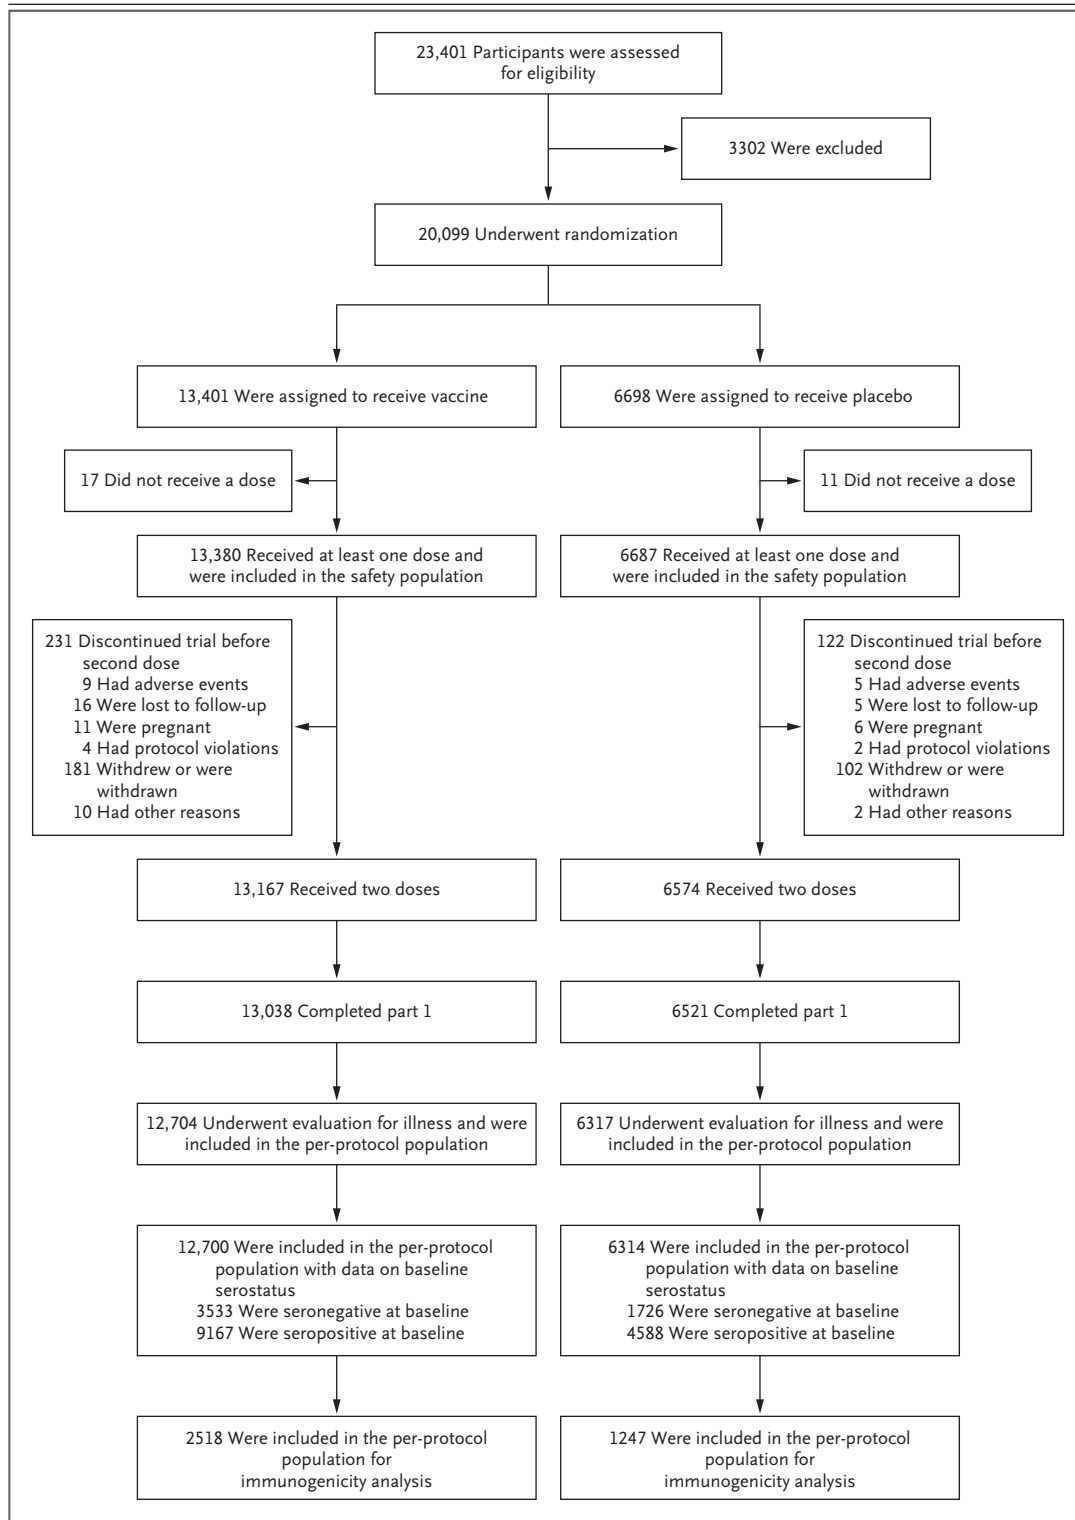 23,401 Participants were assessed
for eligibility
3302 Were excluded
20,099 Underwent randomization
13,401 Were assigned to receive vaccine
6698 Were assigned to receive placebo
17 Did not receive a dose
11 Did not receive a dose
13,380 Received at least one dose and
were included in the safety population
6687 Received at least one dose and
were included in the safety population
231 Discontinued trial before
second dose
9 Had adverse events
16 Were lost to follow-up
11 Were pregnant
4 Had protocol violations
181 Withdrew or were
withdrawn
10 Had other reasons
122 Discontinued trial before
second dose
5 Had adverse events
5 Were lost to follow-up
6 Were pregnant
2 Had protocol violations
102 Withdrew or were
withdrawn
2 Had other reasons
13,167 Received two doses
6574 Received two doses
13,038 Completed part 1
6521 Completed part 1
12,704 Underwent evaluation for illness and were
included in the per-protocol population
6317 Underwent evaluation for illness and were
included in the per-protocol population
12,700 Were included in the per-protocol
population with data on baseline
serostatus
3533 Were seronegative at baseline
9167 Were seropositive at baseline
6314 Were included in the per-protocol
population with data on baseline
serostatus
1726 Were seronegative at baseline
4588 Were seropositive at baseline
2518 Were included in the per-protocol
population for
immunogenicity analysis
1247 Were included in the per-protocol
population for
immunogenicity analysis